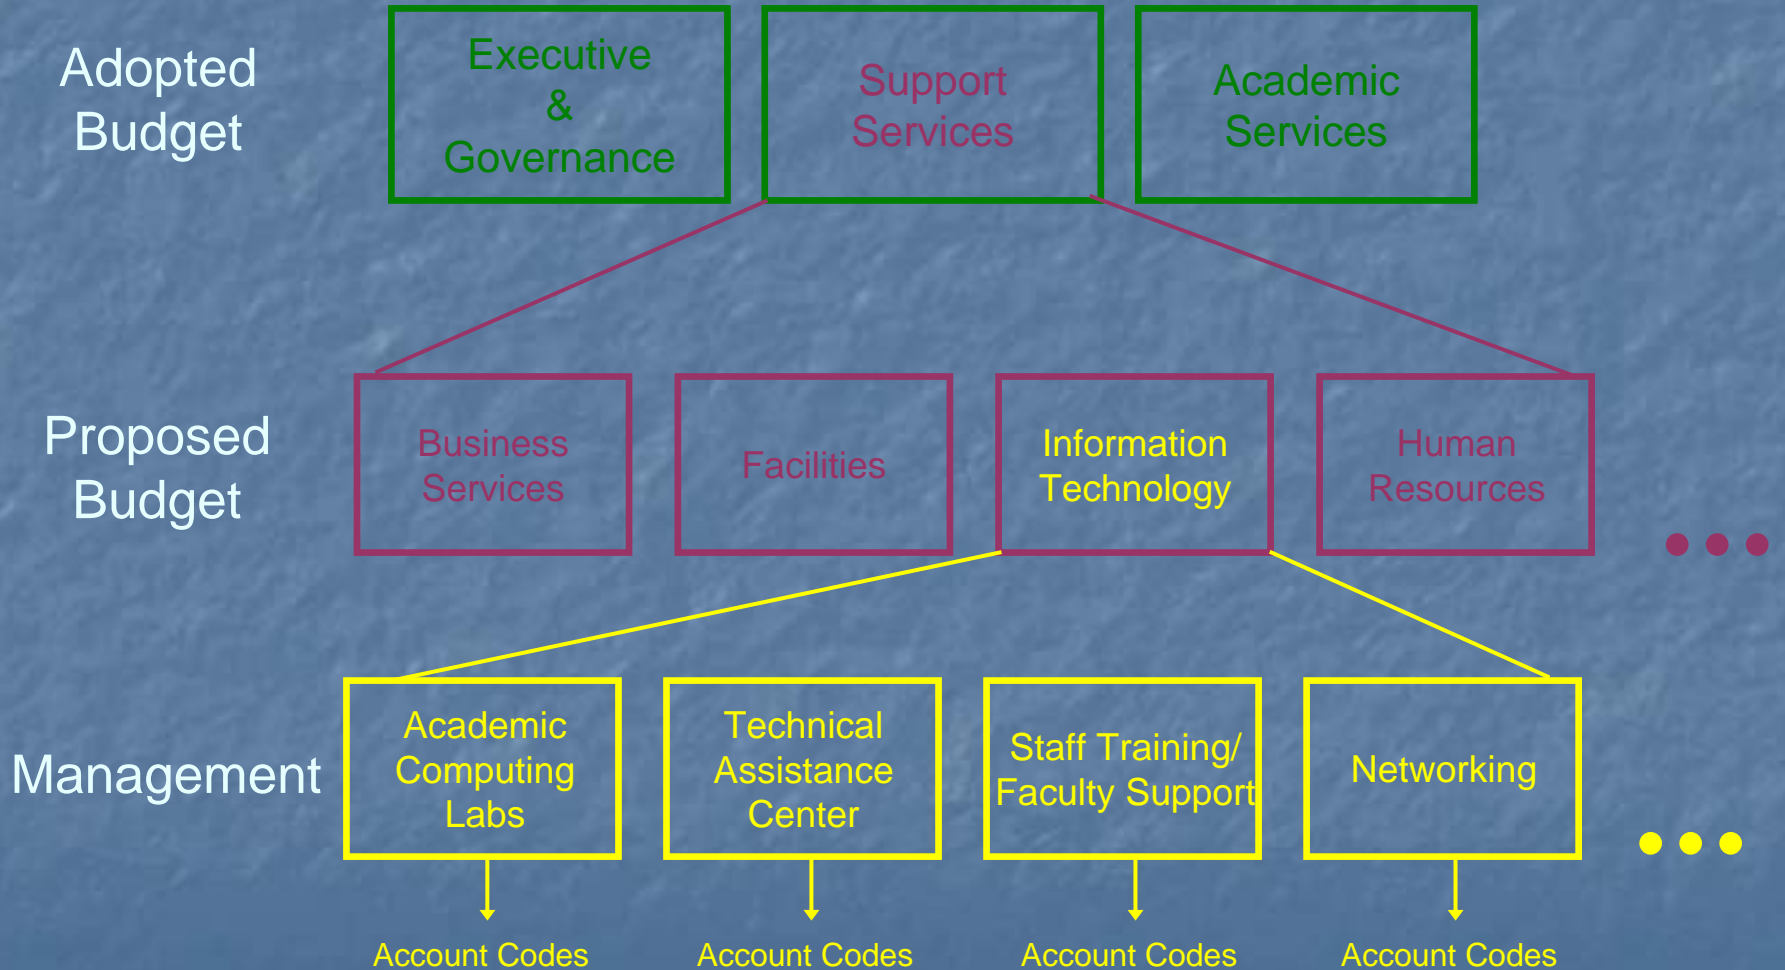 Adopted
Budget
Executive
&
Governance
Support
Services
Academic
Services
Proposed
Budget
Business
Services
Facilities
Information
Technology
Human
Resources
Management
Academic
Computing
Labs
Technical
Assistance
Center
Staff Training/
Faculty Support
Networking
Account Codes
Account Codes
Account Codes
Account Codes